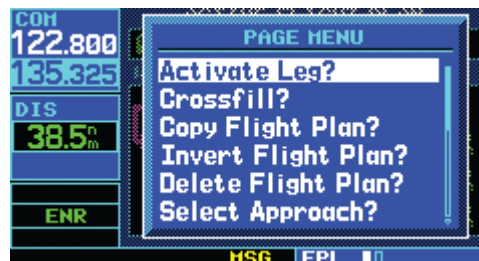 COM
122.800
135.325
DIS
38.5nm
ENR
PAGE MENU
Activate Leg?
Crossfill?
Copy Flight Plan?
Invert Flight Plan?
Delete Flight Plan?
Select Approach?
MSG FPL